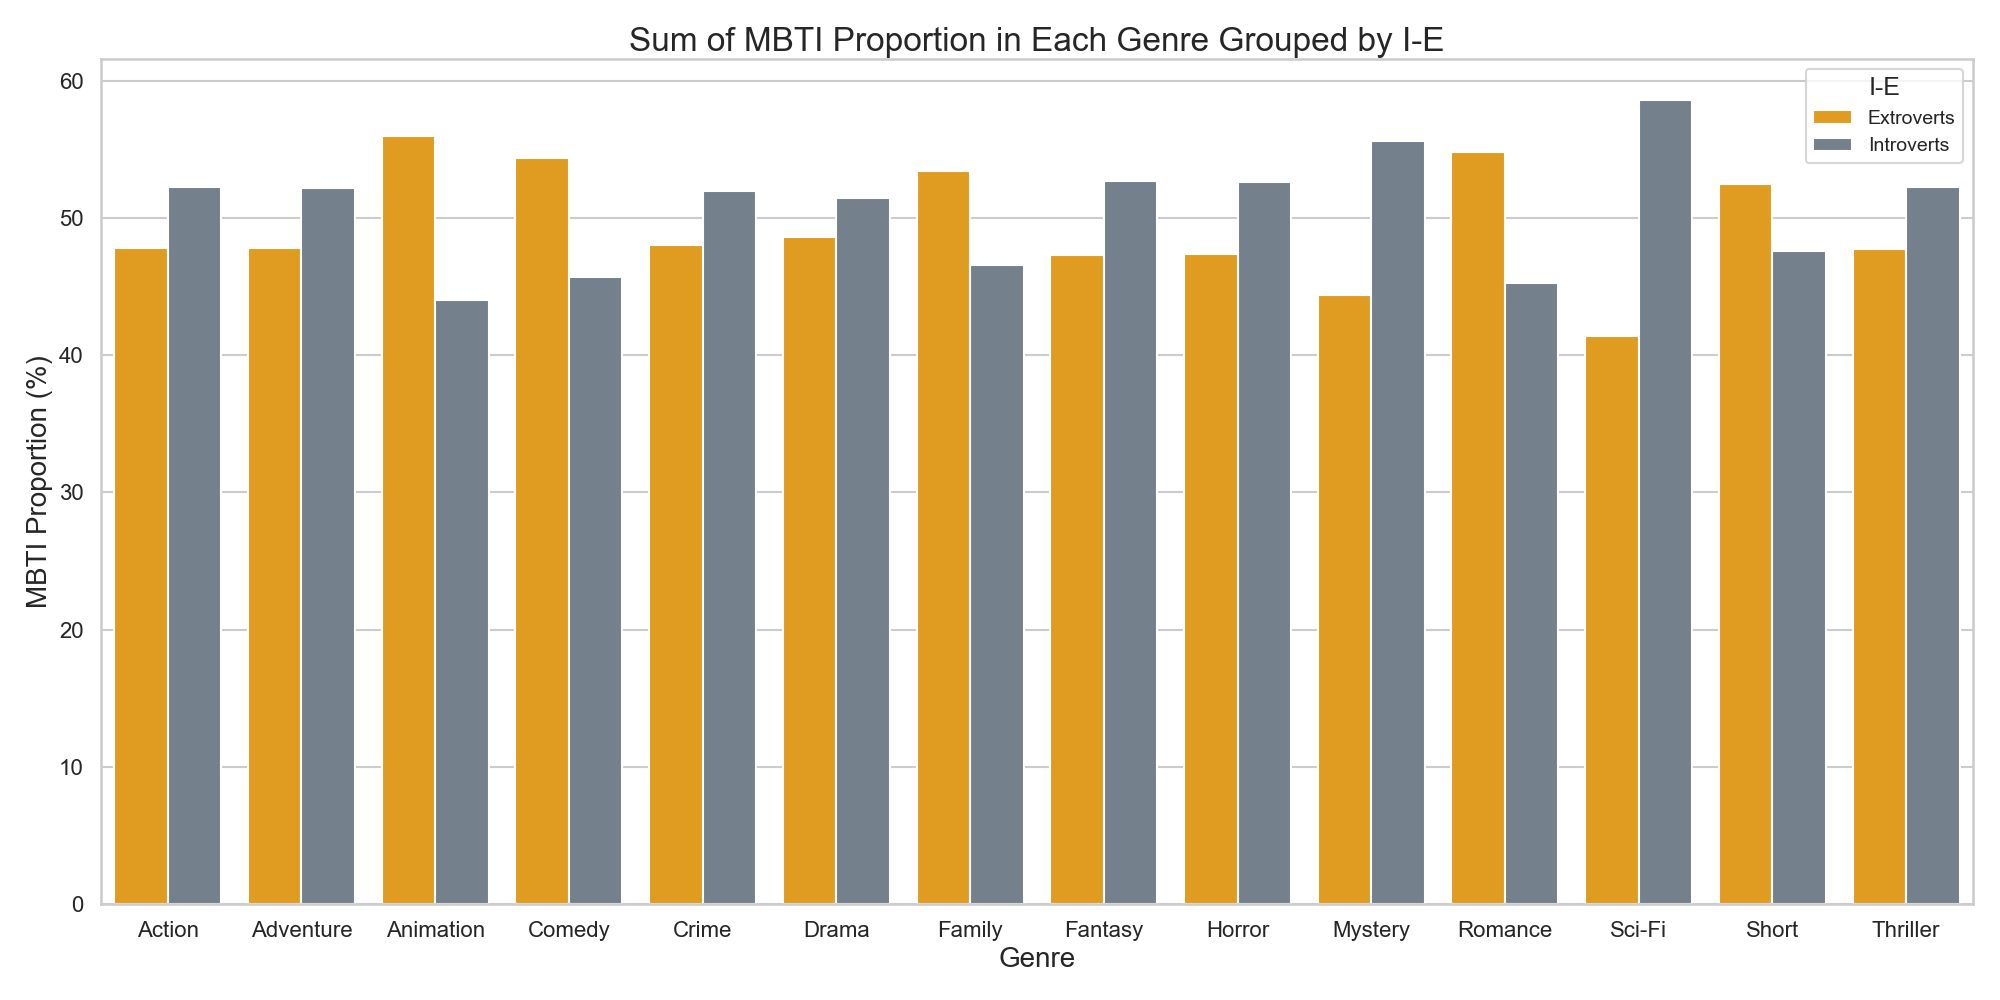 Sum of MBTI Proportion in Each Genre Grouped by I-E
I-E
Extroverts
Introverts
MBTI Proportion (%)
60
50
40
30
20
10
0
Action Adventure Animation Comedy Crime Drama Family Fantasy Horror Mystery Romance Sci-Fi Short Thriller
Genre